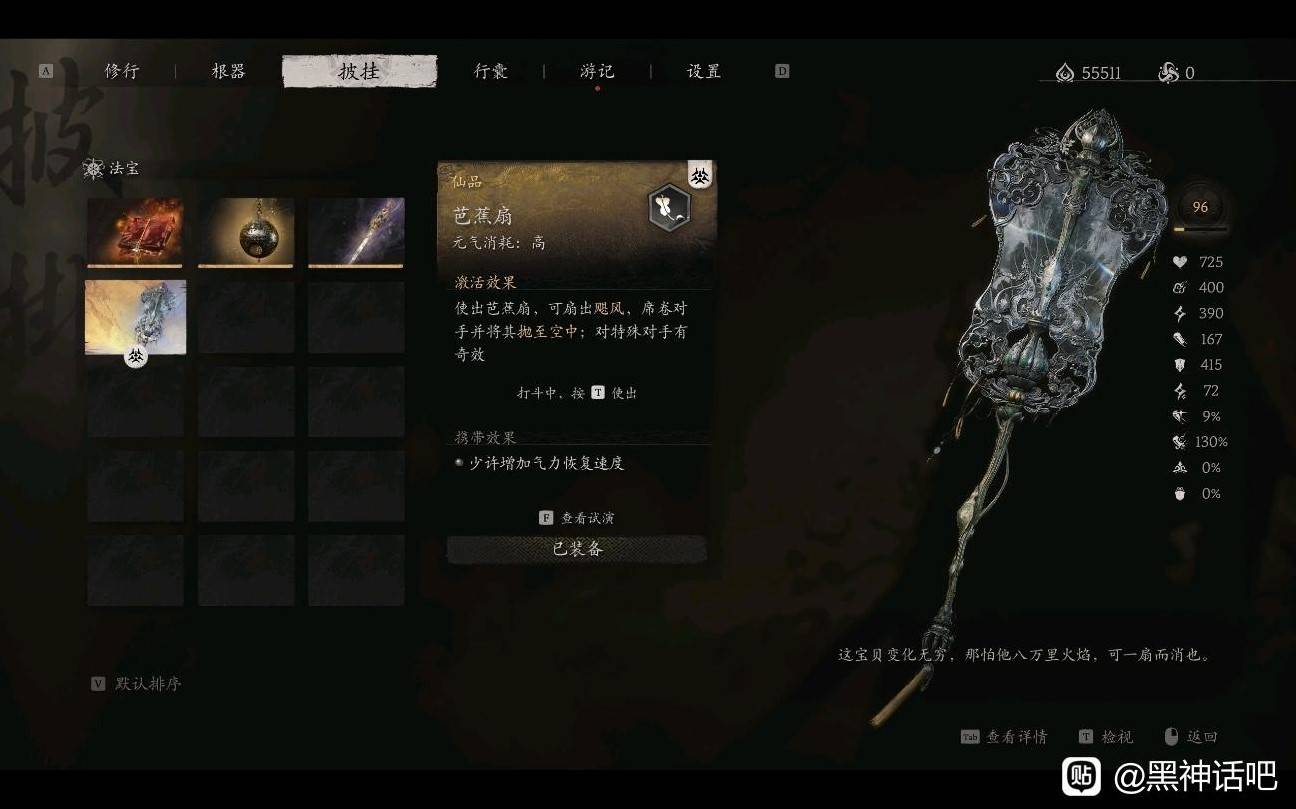 A 修行 根器 披挂 行囊 游记 设置 D
55511 0
披挂
法宝
仙品
芭蕉扇
元气消耗：高
激活效果
使出芭蕉扇，可扇出飓风，席卷对
手并将其抛至空中；对特殊对手有
奇效
打斗中，按 T 使出
携带效果
少许增加气力恢复速度
F 查看试演
已装备
96
725
400
390
167
415
72
9%
130%
0%
0%
这宝贝变化无穷，那怕他八万里火焰，可一扇而消也。
V 默认排序
Tab 查看详情 T 检视 返回
贴 @黑神话吧